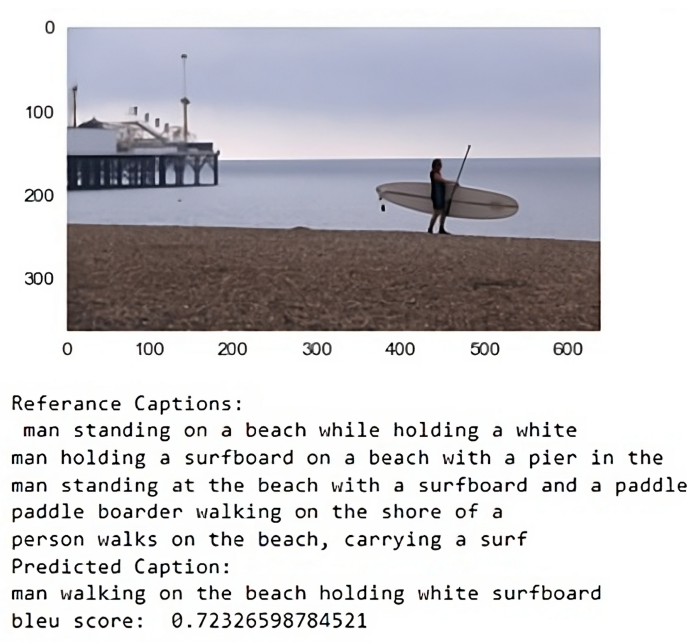 0
100
200
300
0 100 200 300 400 500 600
Referance Captions:
man standing on a beach while holding a white
man holding a surfboard on a beach with a pier in the
man standing at the beach with a surfboard and a paddle
paddle boarder walking on the shore of a
person walks on the beach, carrying a surf
Predicted Caption:
man walking on the beach holding white surfboard
bleu score:  0.72326598784521